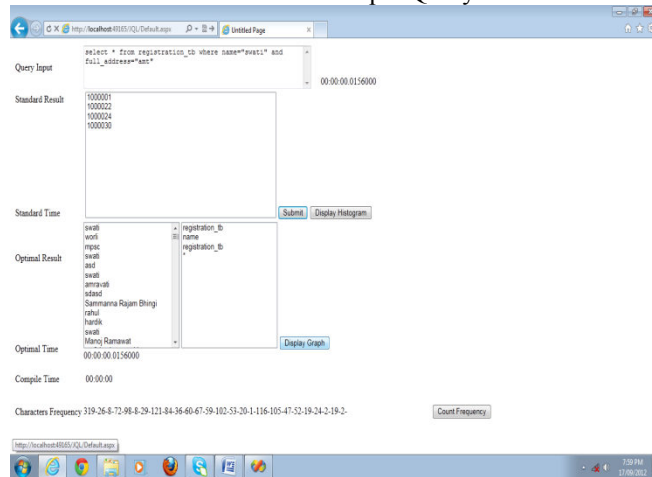 http://localhost:49165/JQL/Default.aspx
Untitled Page
Query Input
select * from registration_tb where name="swati" and
full_address="amt"
00:00:00.0156000
Standard Result
1000001
1000022
1000024
1000030
Standard Time
Submit
Display Histogram
Optimal Result
swati
worli
mpsc
swati
asd
swati
amravati
sdasd
Sammanna Rajam Bhingi
rahul
hardik
swati
Manoj Ramawat
registration_tb
name
registration_tb
*
Display Graph
Optimal Time
00:00:00.0156000
Compile Time
00:00:00
Characters Frequency 319-26-8-72-98-8-29-121-84-36-60-67-59-102-53-20-1-116-105-47-52-19-24-2-19-2-
Count Frequency
http://localhost:49165/JQL/Default.aspx
7:59 PM
17/09/2012